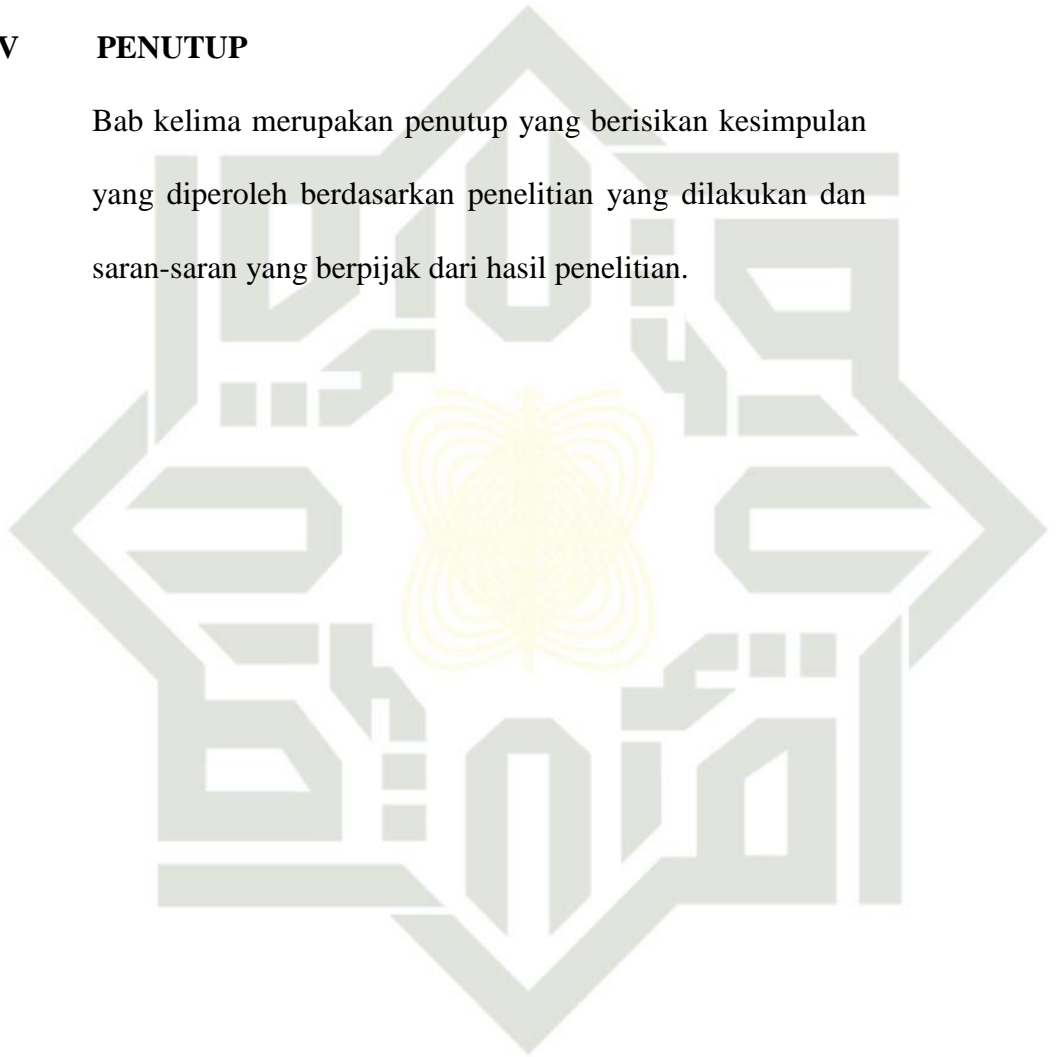 V PENUTUP
Bab kelima merupakan penutup yang berisikan kesimpulan
yang diperoleh berdasarkan penelitian yang dilakukan dan
saran-saran yang berpijak dari hasil penelitian.